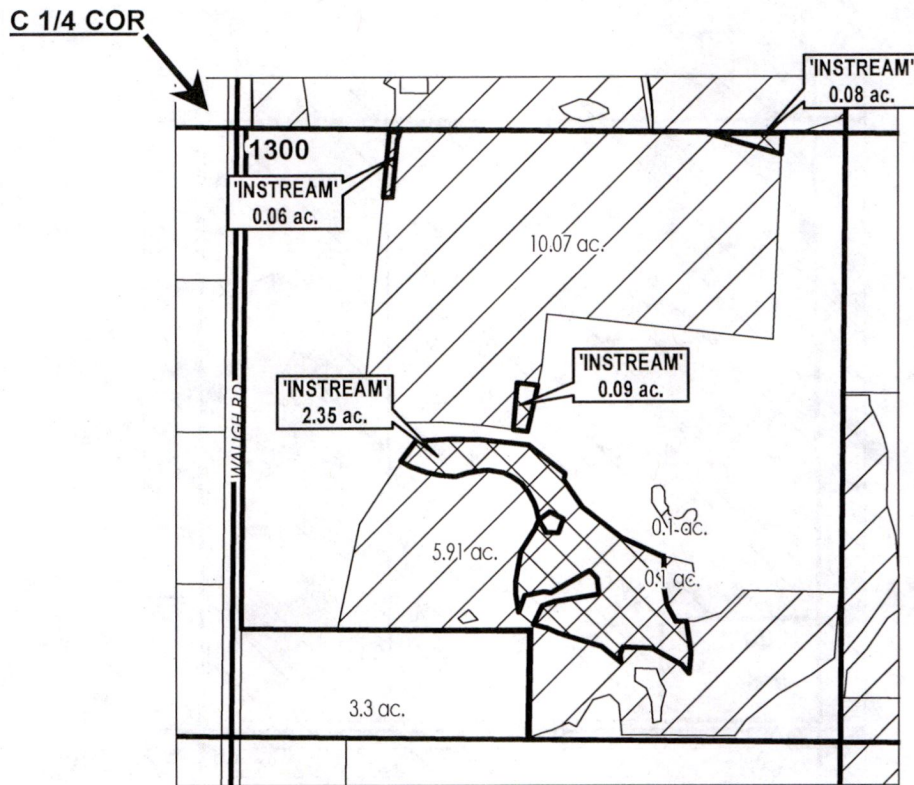 C 1/4 COR
'INSTREAM'
0.08 ac.
1300
'INSTREAM'
0.06 ac.
10.07 ac.
'INSTREAM'
0.09 ac.
'INSTREAM'
2.35 ac.
WAUGH RD
0.1 ac.
5.91 ac.
0.1 ac.
3.3 ac.